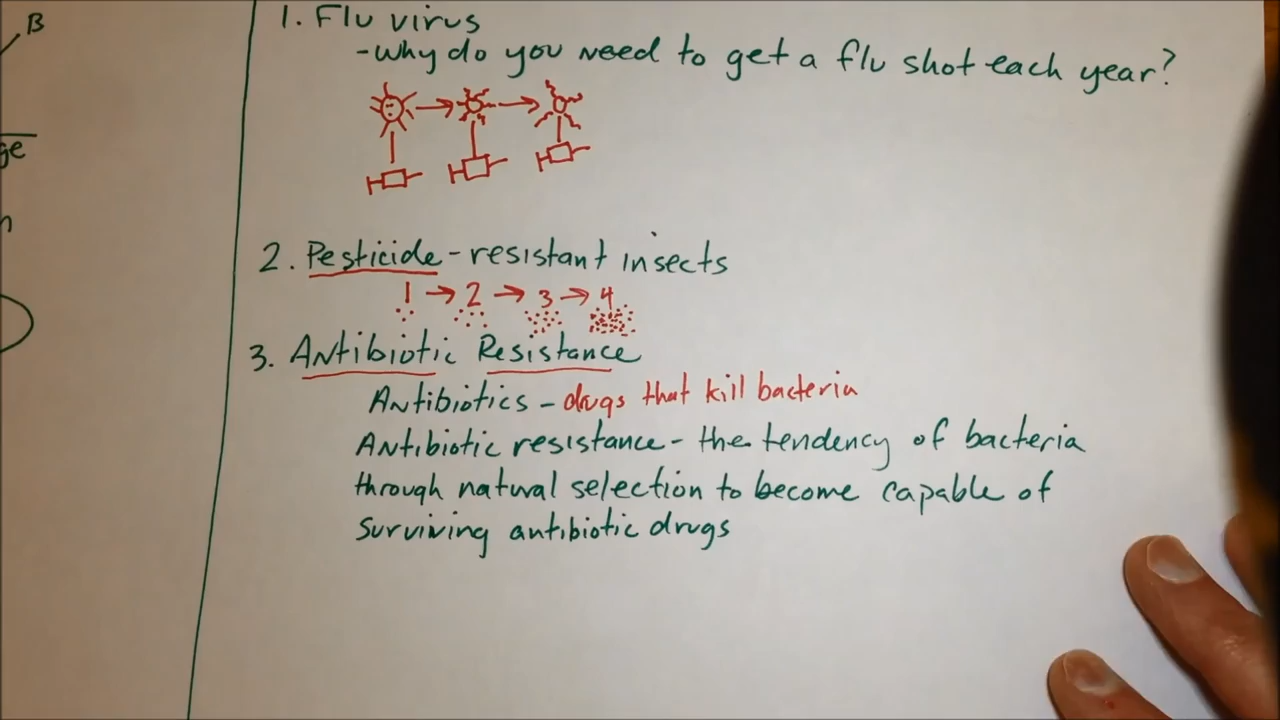 B
ge
n
1. Flu virus
-why do you need to get a flu shot each year?
2. Pesticide-resistant insects
1 → 2 → 3 → 4
3. Antibiotic Resistance
Antibiotics - drugs that kill bacteria
Antibiotic resistance - the tendency of bacteria
through natural selection to become capable of
surviving antibiotic drugs